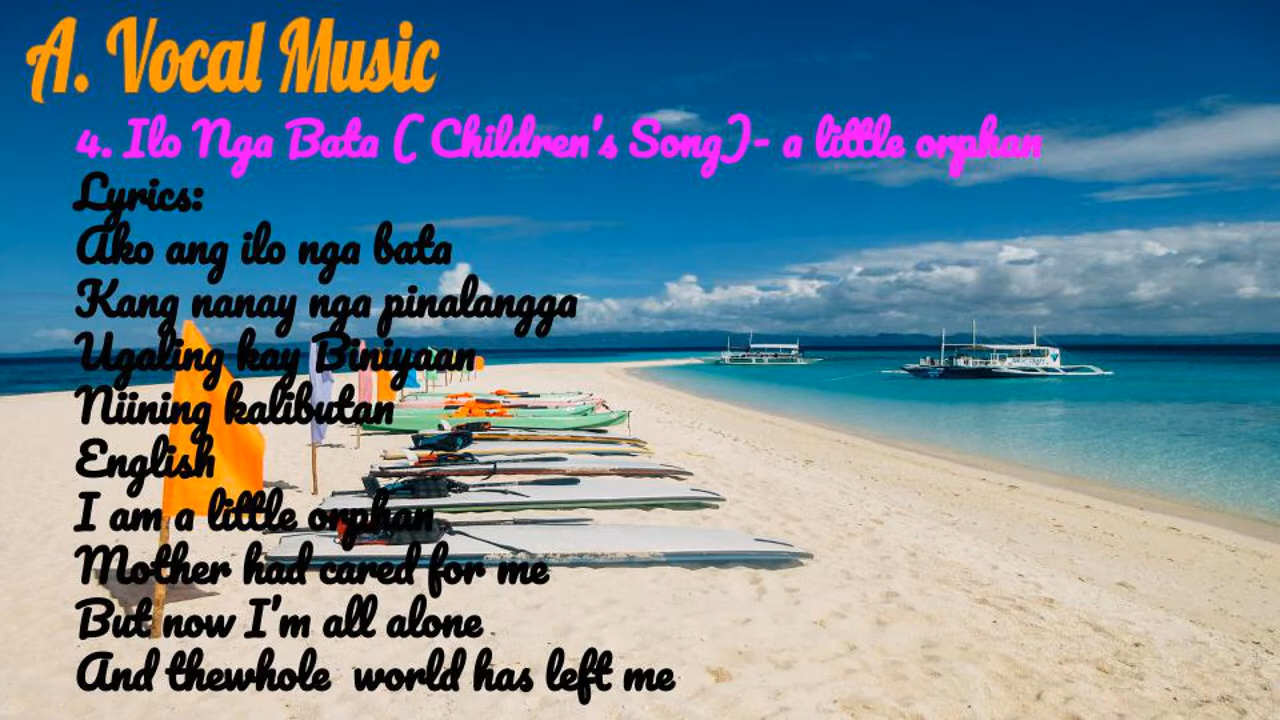 A. Vocal Music
4. Ilo Nga Bata ( Children's Song)- a little orphan
Lyrics:
Ako ang ilo nga bata
Kang nanay nga pinalangga
Ugaling kay Biniyaan
Niining kalibutan
English
I am a little orphan
Mother had cared for me
But now I'm all alone
And thewhole world has left me